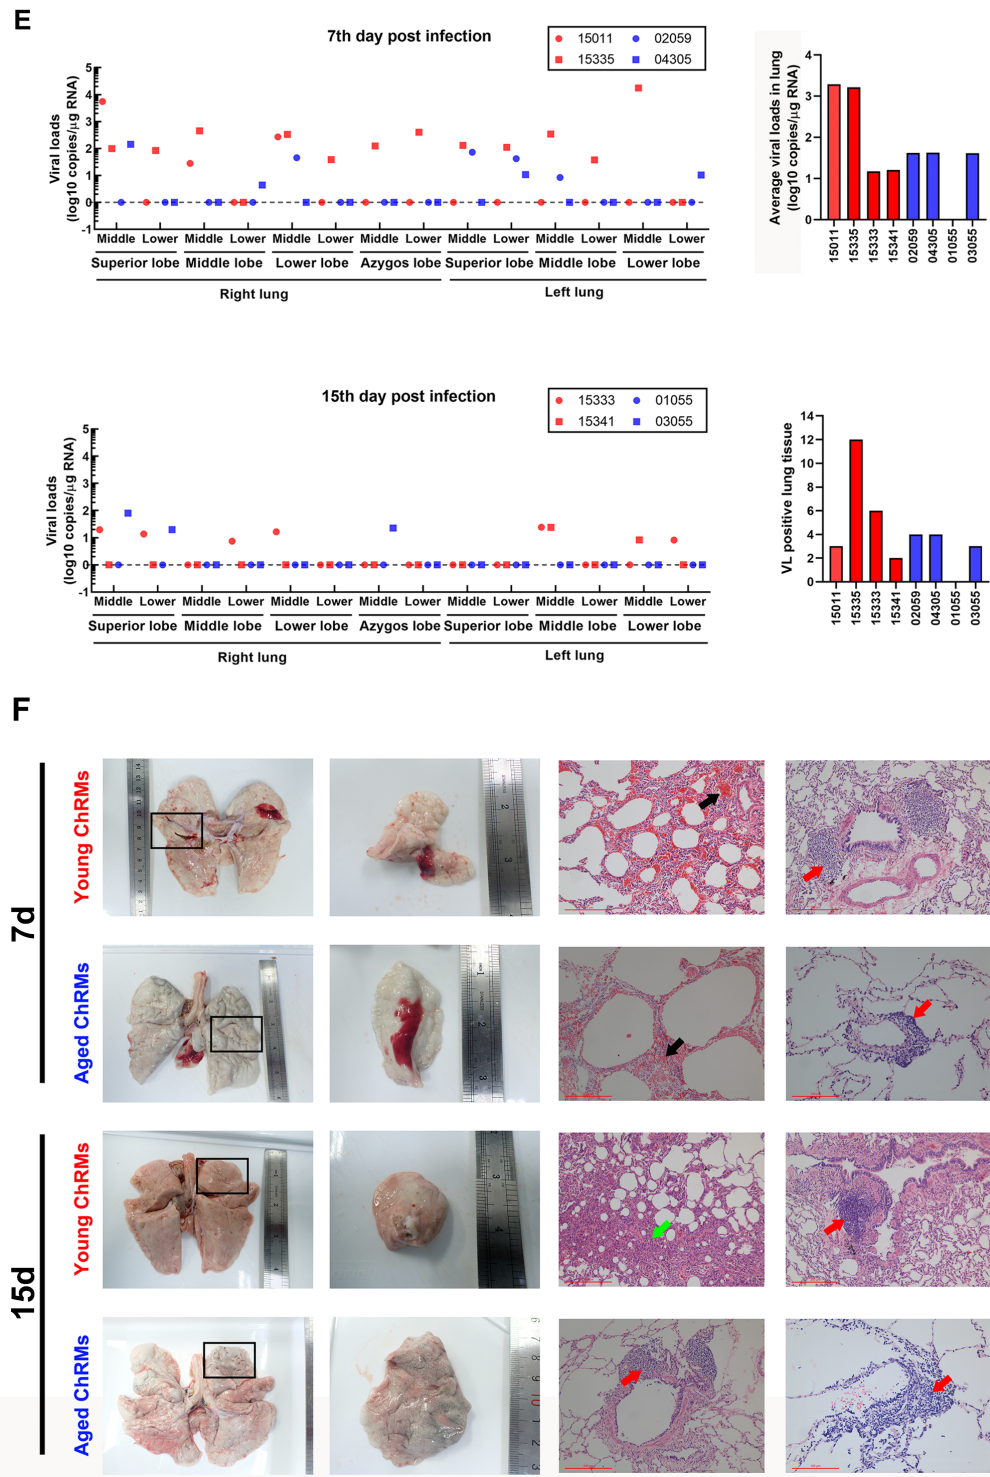 E
7th day post infection
15011 02059
15335 04305
Viral loads
(log10 copies/μg RNA)
5
4
3
2
1
0
-1
Middle Lower Middle Lower Middle Lower Middle Lower Middle Lower Middle Lower Middle Lower
Superior lobe Middle lobe Lower lobe Azygos lobe Superior lobe Middle lobe Lower lobe
Right lung Left lung
Average viral loads in lung
(log10 copies/μg RNA)
4
3
2
1
0
15011 15335 15333 15341 02059 04305 01055 03055
15th day post infection
15333 01055
15341 03055
Viral loads
(log10 copies/μg RNA)
5
4
3
2
1
0
-1
Middle Lower Middle Lower Middle Lower Middle Lower Middle Lower Middle Lower Middle Lower
Superior lobe Middle lobe Lower lobe Azygos lobe Superior lobe Middle lobe Lower lobe
Right lung Left lung
VL positive lung tissue
14
12
10
8
6
4
2
0
15011 15335 15333 15341 02059 04305 01055 03055
F
7d
Young ChRMs
Aged ChRMs
15d
Young ChRMs
Aged ChRMs